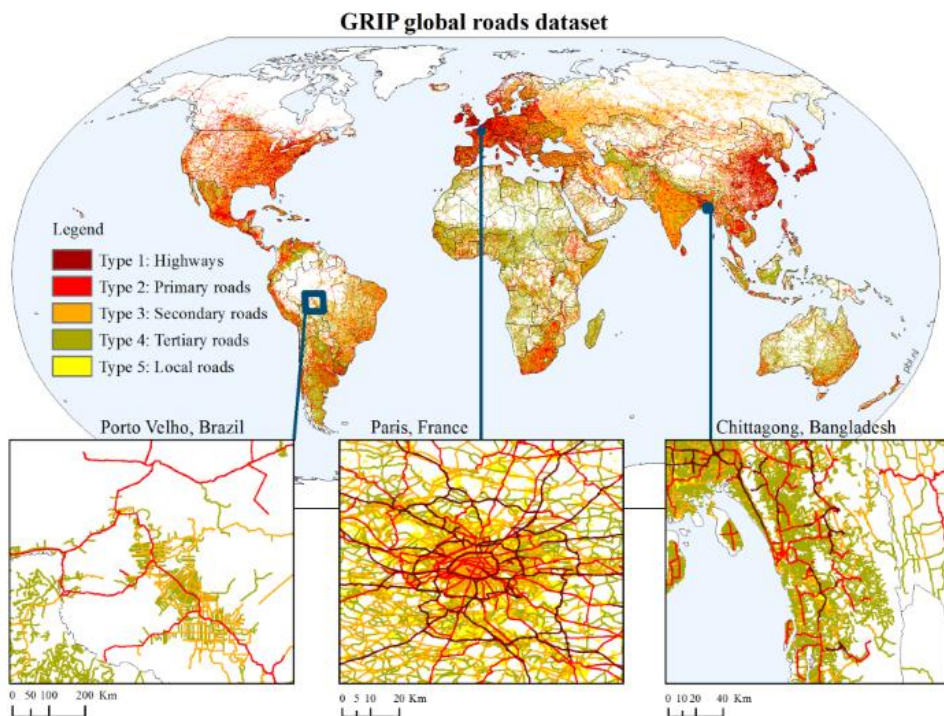 GRIP global roads dataset
Legend
Type 1: Highways
Type 2: Primary roads
Type 3: Secondary roads
Type 4: Tertiary roads
Type 5: Local roads
pbl.nl
Porto Velho, Brazil
Paris, France
Chittagong, Bangladesh
0 50 100 200 Km
0 5 10 20 Km
0 10 20 40 Km